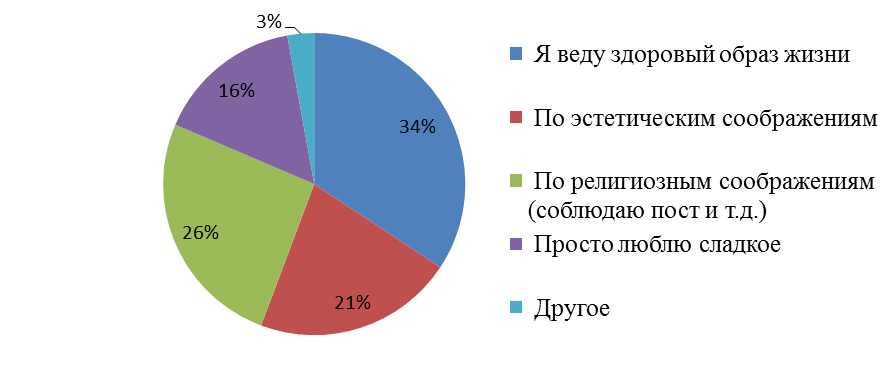 3%
16%
34%
26%
21%
Я веду здоровый образ жизни
По эстетическим соображениям
По религиозным соображениям
(соблюдаю пост и т.д.)
Просто люблю сладкое
Другое